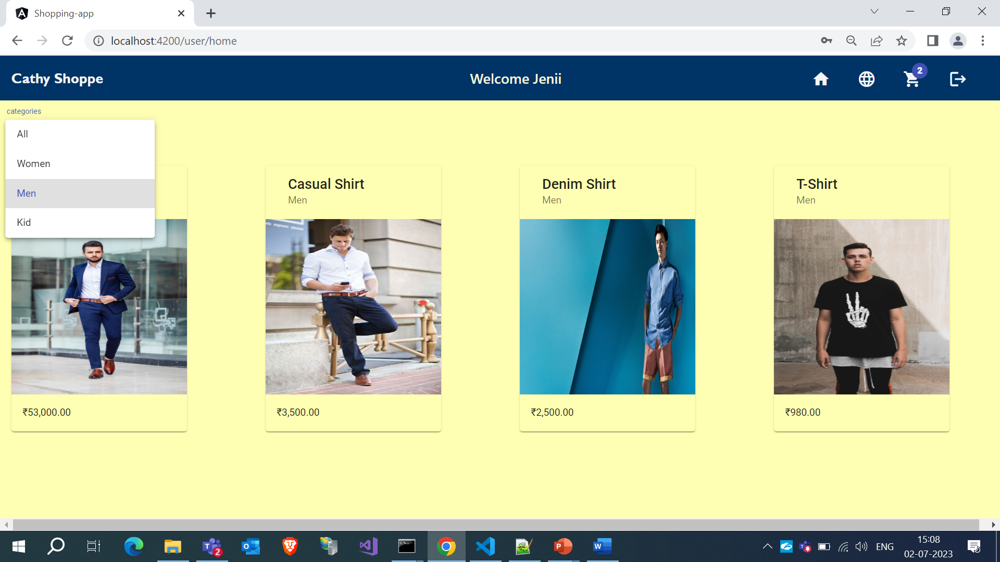 Shopping-app
localhost:4200/user/home
Cathy Shoppe
Welcome Jenii
2
categories
All
Women
Men
Kid
Casual Shirt
Men
Denim Shirt
Men
T-Shirt
Men
₹53,000.00
₹3,500.00
₹2,500.00
₹980.00
2
ENG
15:08
02-07-2023